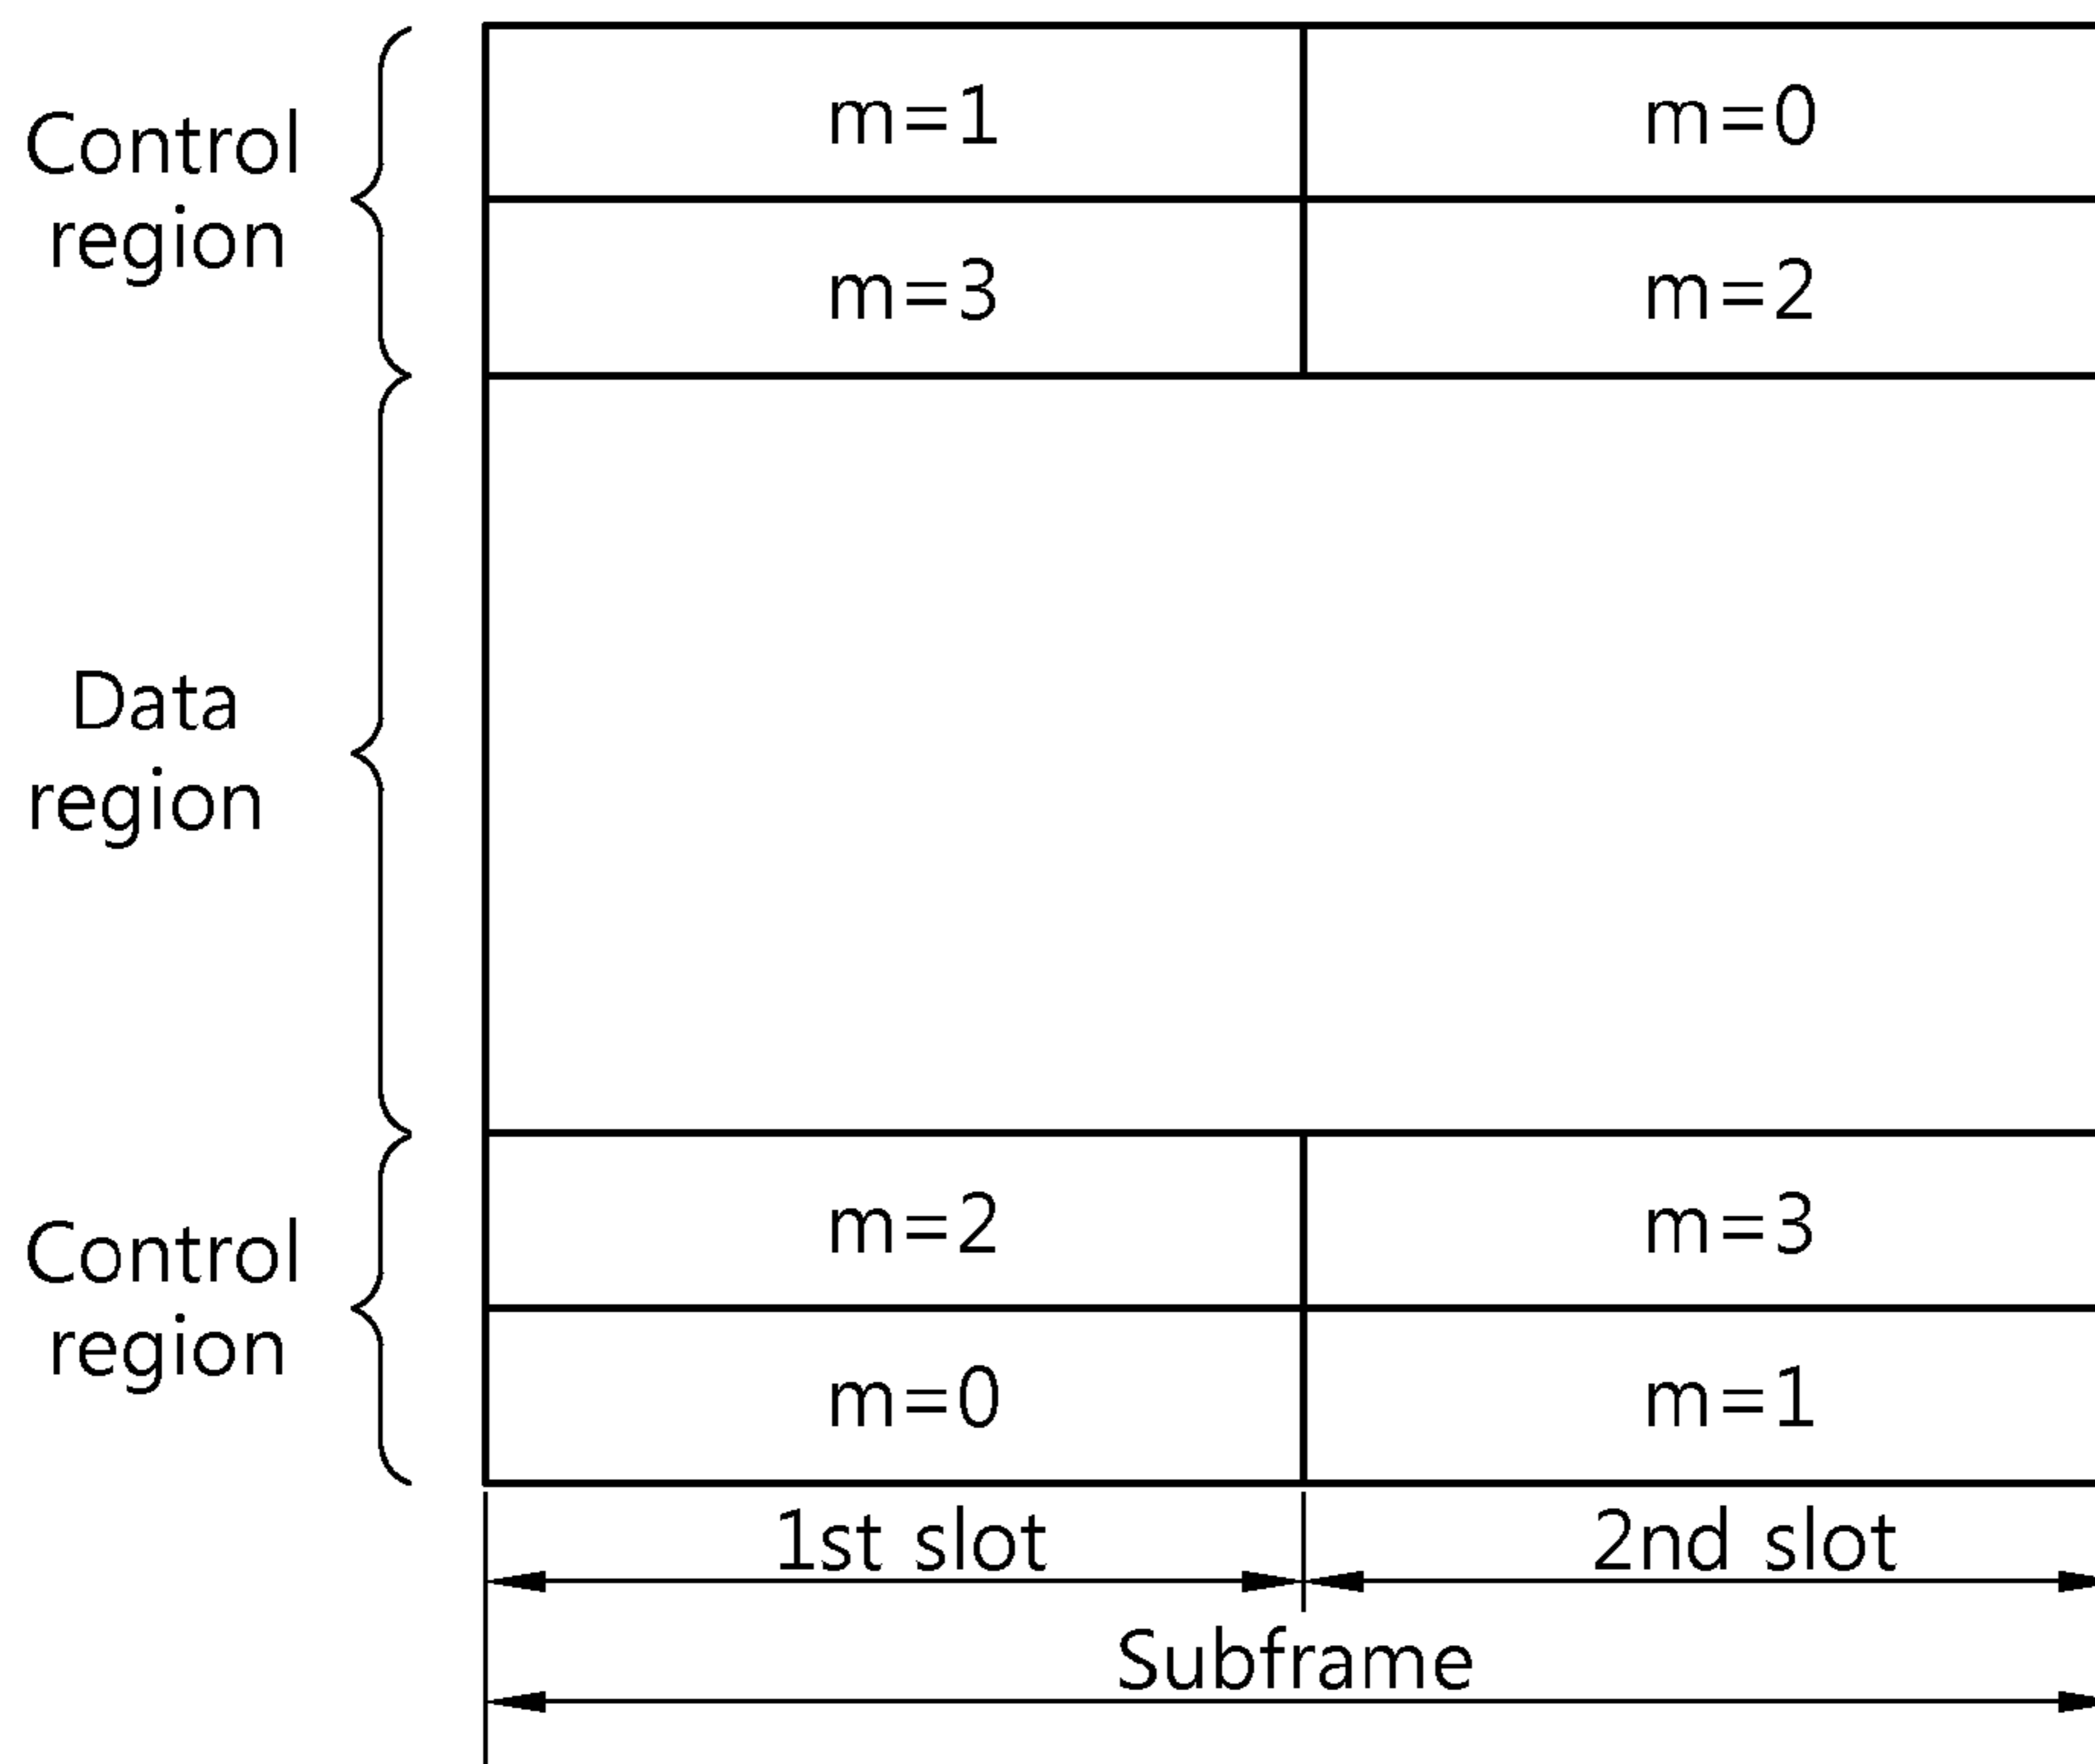 m=1 m=0
Control
region
m=3 m=2
Data
region
m=2 m=3
Control
region
m=0 m=1
1st slot 2nd slot
Subframe